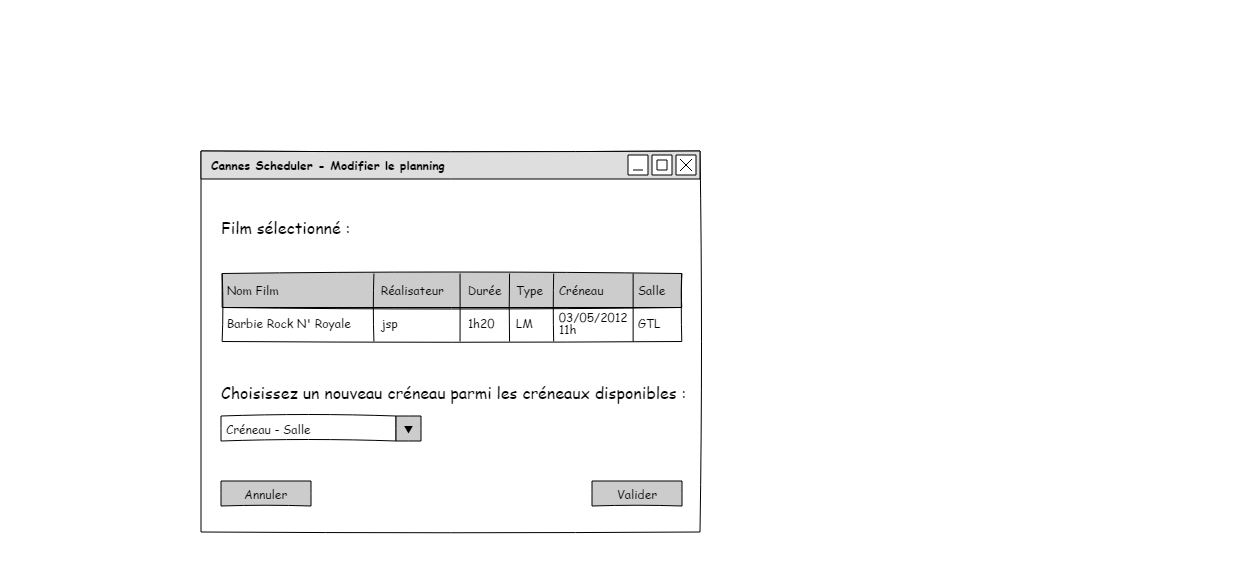 Cannes Scheduler - Modifier le planning
Film sélectionné :
Nom Film Réalisateur Durée Type Créneau Salle
Barbie Rock N' Royale jsp 1h20 LM 03/05/2012 11h GTL
Choisissez un nouveau créneau parmi les créneaux disponibles :
Créneau - Salle
Annuler Valider